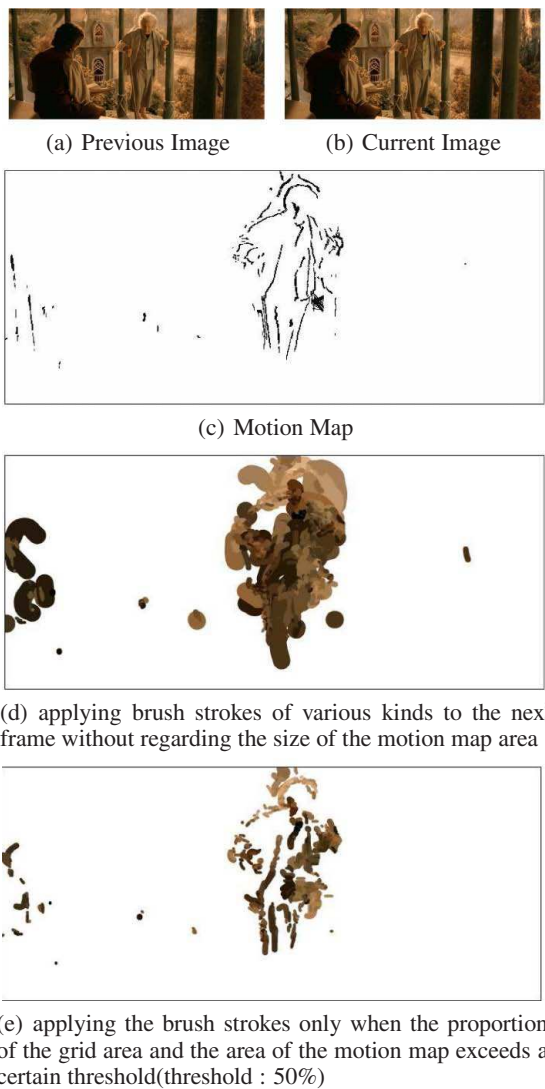 (a) Previous Image
(b) Current Image
(c) Motion Map
(d) applying brush strokes of various kinds to the nex
frame without regarding the size of the motion map area
(e) applying the brush strokes only when the proportion
of the grid area and the area of the motion map exceeds a
certain threshold(threshold : 50%)